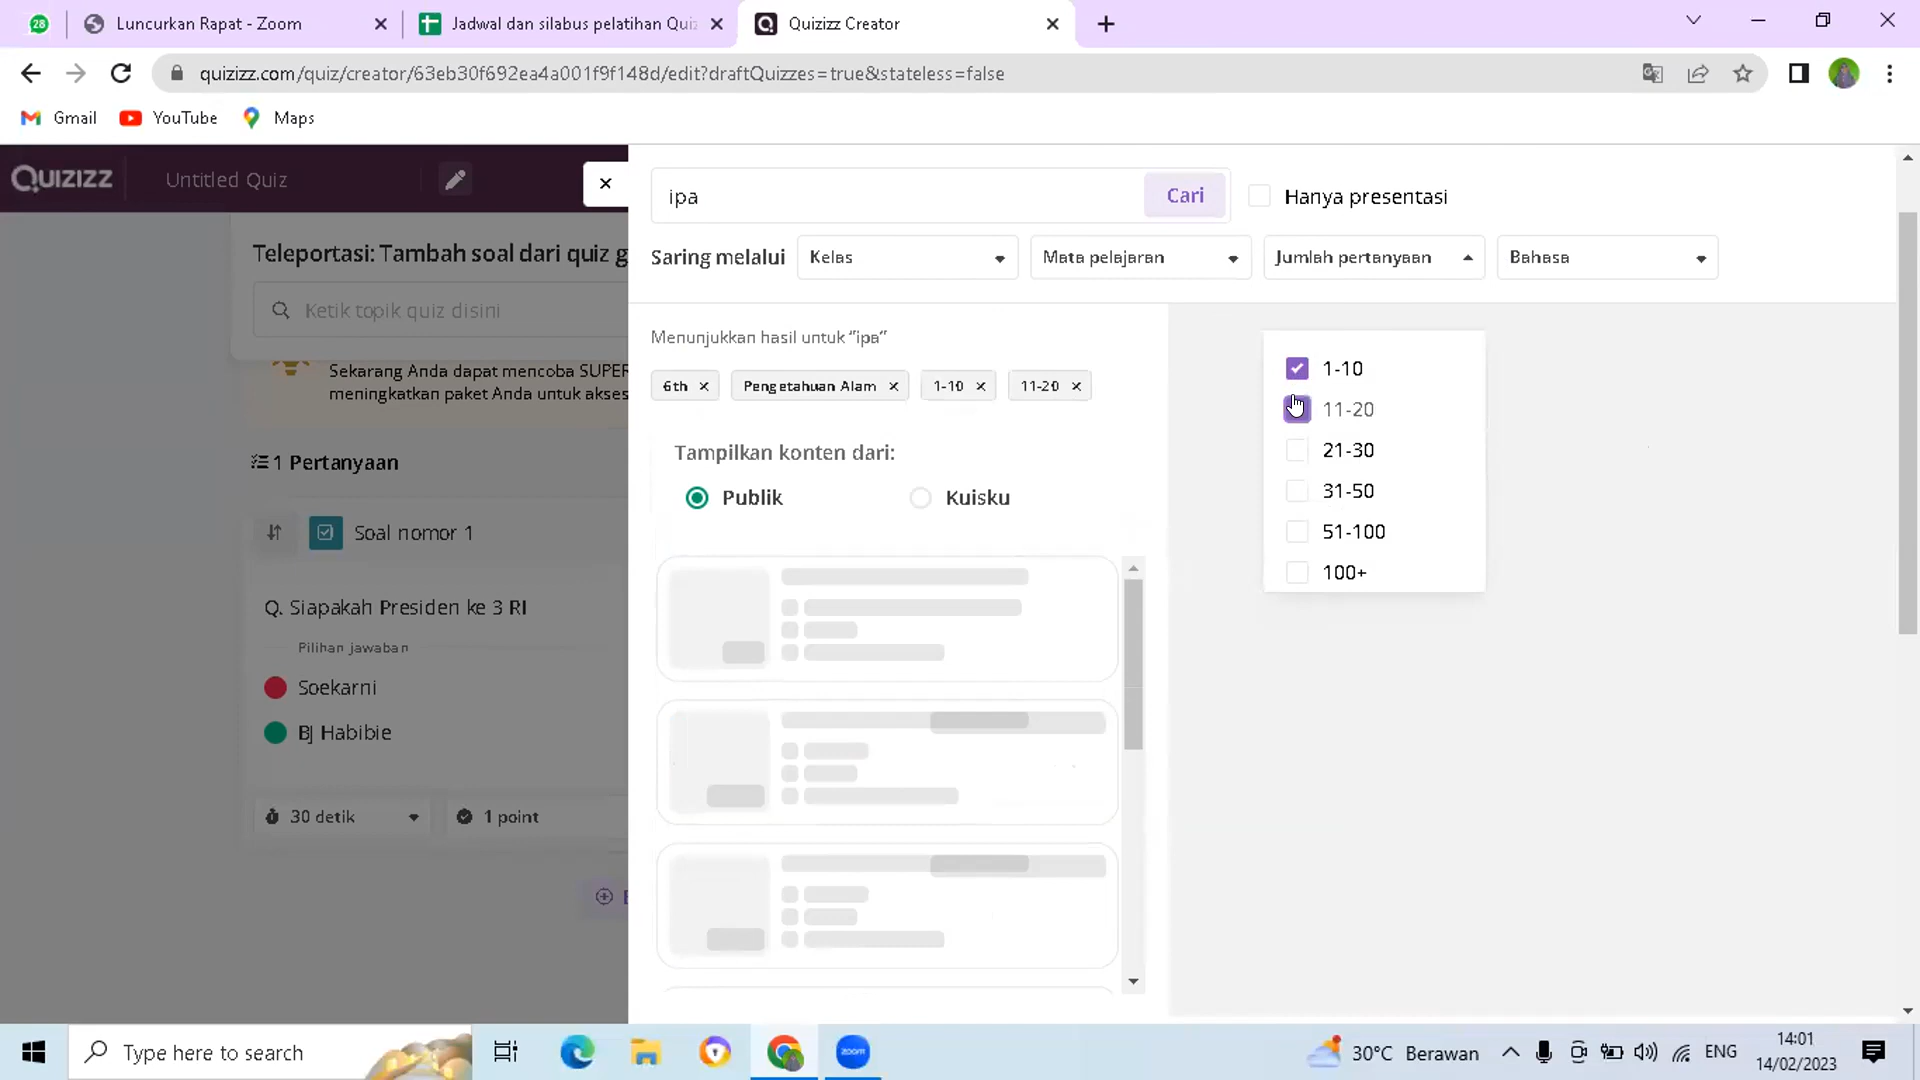 28
Luncurkan Rapat - Zoom
Jadwal dan silabus pelatihan Qui
Quizizz Creator
quizizz.com/quiz/creator/63eb30f692ea4a001f9f148d/edit?draftQuizzes=true&stateless=false
Gmail
YouTube
Maps
QUIZIZZ
Untitled Quiz
ipa
Cari
Hanya presentasi
Saring melalui
Kelas
Mata pelajaran
Jumlah pertanyaan
Bahasa
Teleportasi: Tambah soal dari quiz g
Ketik topik quiz disini
Sekarang Anda dapat mencoba SUPER
meningkatkan paket Anda untuk akses
1 Pertanyaan
Soal nomor 1
Q. Siapakah Presiden ke 3 RI
Pilihan jawaban
Soekarni
BJ Habibie
30 detik
1 point
Menunjukkan hasil untuk “ipa”
6th
Pengetahuan Alam
1-10
11-20
Tampilkan konten dari:
Publik
Kuisku
1-10
11-20
21-30
31-50
51-100
100+
Type here to search
zoom
30°C Berawan
ENG
14:01
14/02/2023